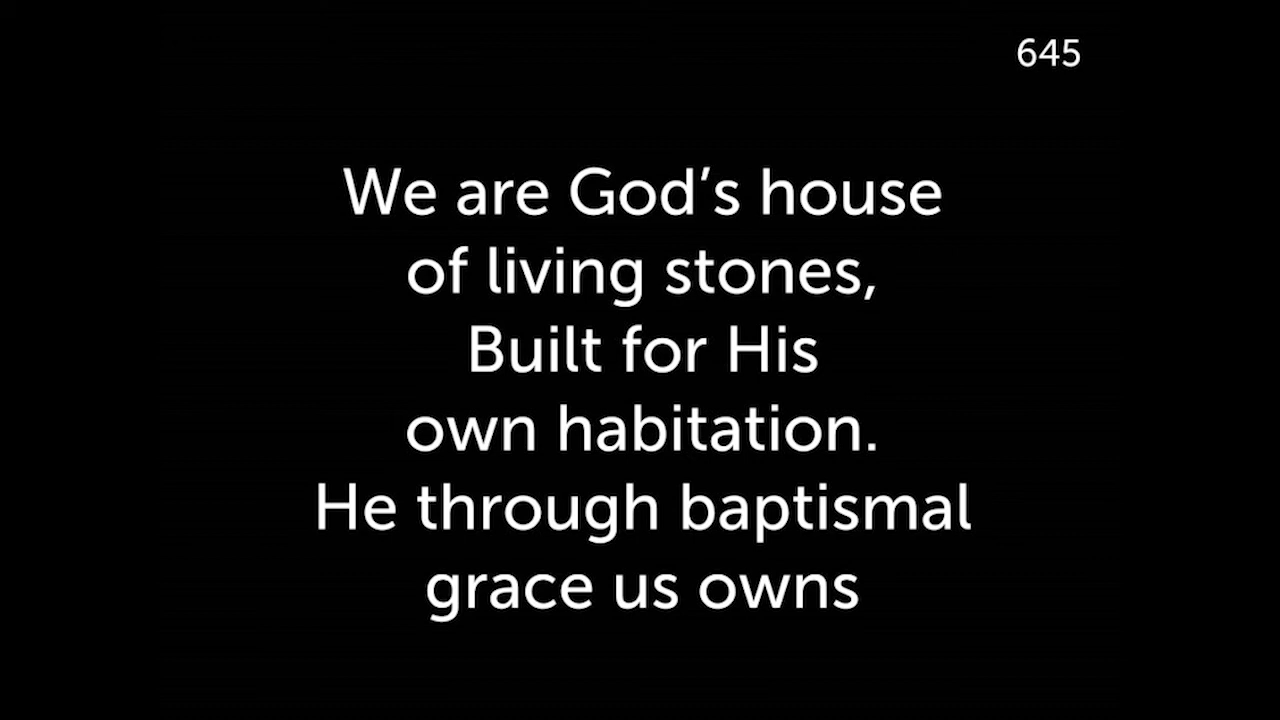 645
We are God’s house
of living stones,
Built for His
own habitation.
He through baptismal
grace us owns